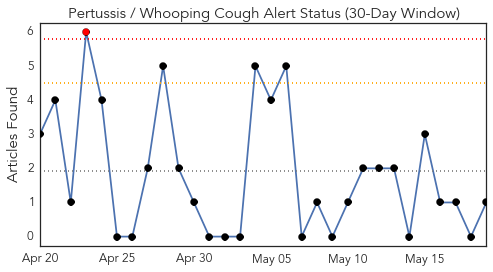 Pertussis / Whooping Cough Alert Status (30-Day Window)
Articles Found
6
5
4
3
2
1
0
Apr 20
Apr 25
Apr 30
May 05
May 10
May 15